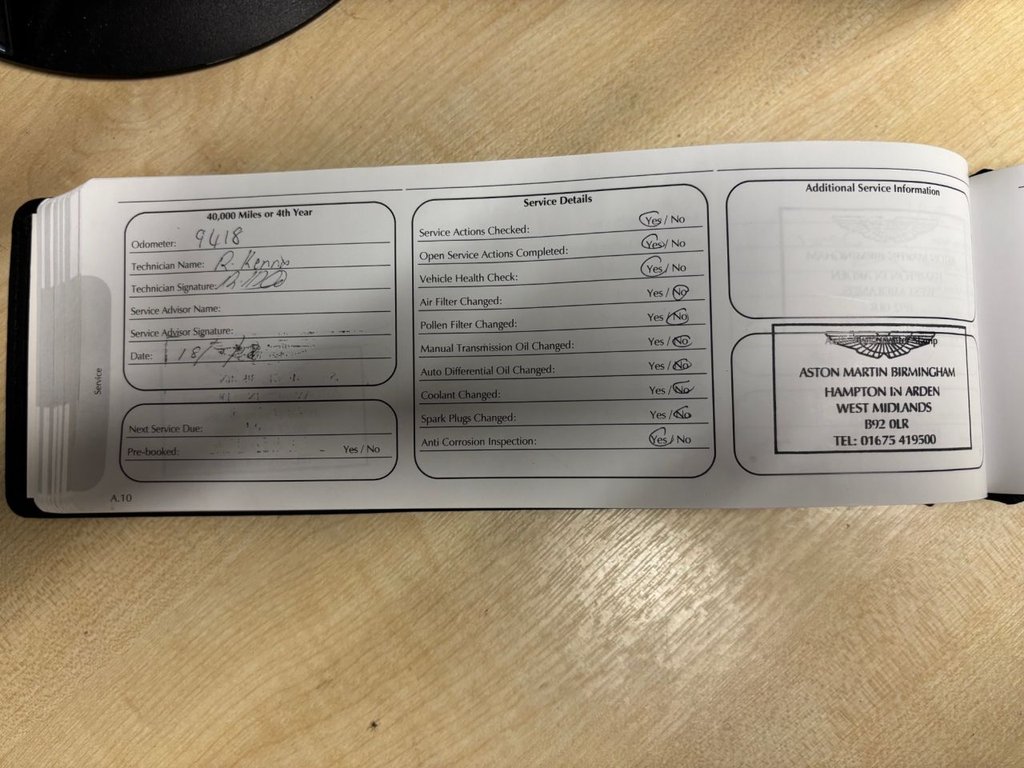 40,000 Miles or 4th Year
Odometer: 9418
Technician Name: R. Kennis
Technician Signature:
Service Advisor Name:
Service Advisor Signature:
Date: 18/
Next Service Due:
Pre-booked: Yes / No
Service
A.10
Service Details
Service Actions Checked: Yes / No
Open Service Actions Completed: Yes / No
Vehicle Health Check: Yes / No
Air Filter Changed: Yes / No
Pollen Filter Changed: Yes / No
Manual Transmission Oil Changed: Yes / No
Auto Differential Oil Changed: Yes / No
Coolant Changed: Yes / No
Spark Plugs Changed: Yes / No
Anti Corrosion Inspection: Yes / No
Additional Service Information
ASTON MARTIN BIRMINGHAM
HAMPTON IN ARDEN
WEST MIDLANDS
B92 0LR
TEL: 01675 419500